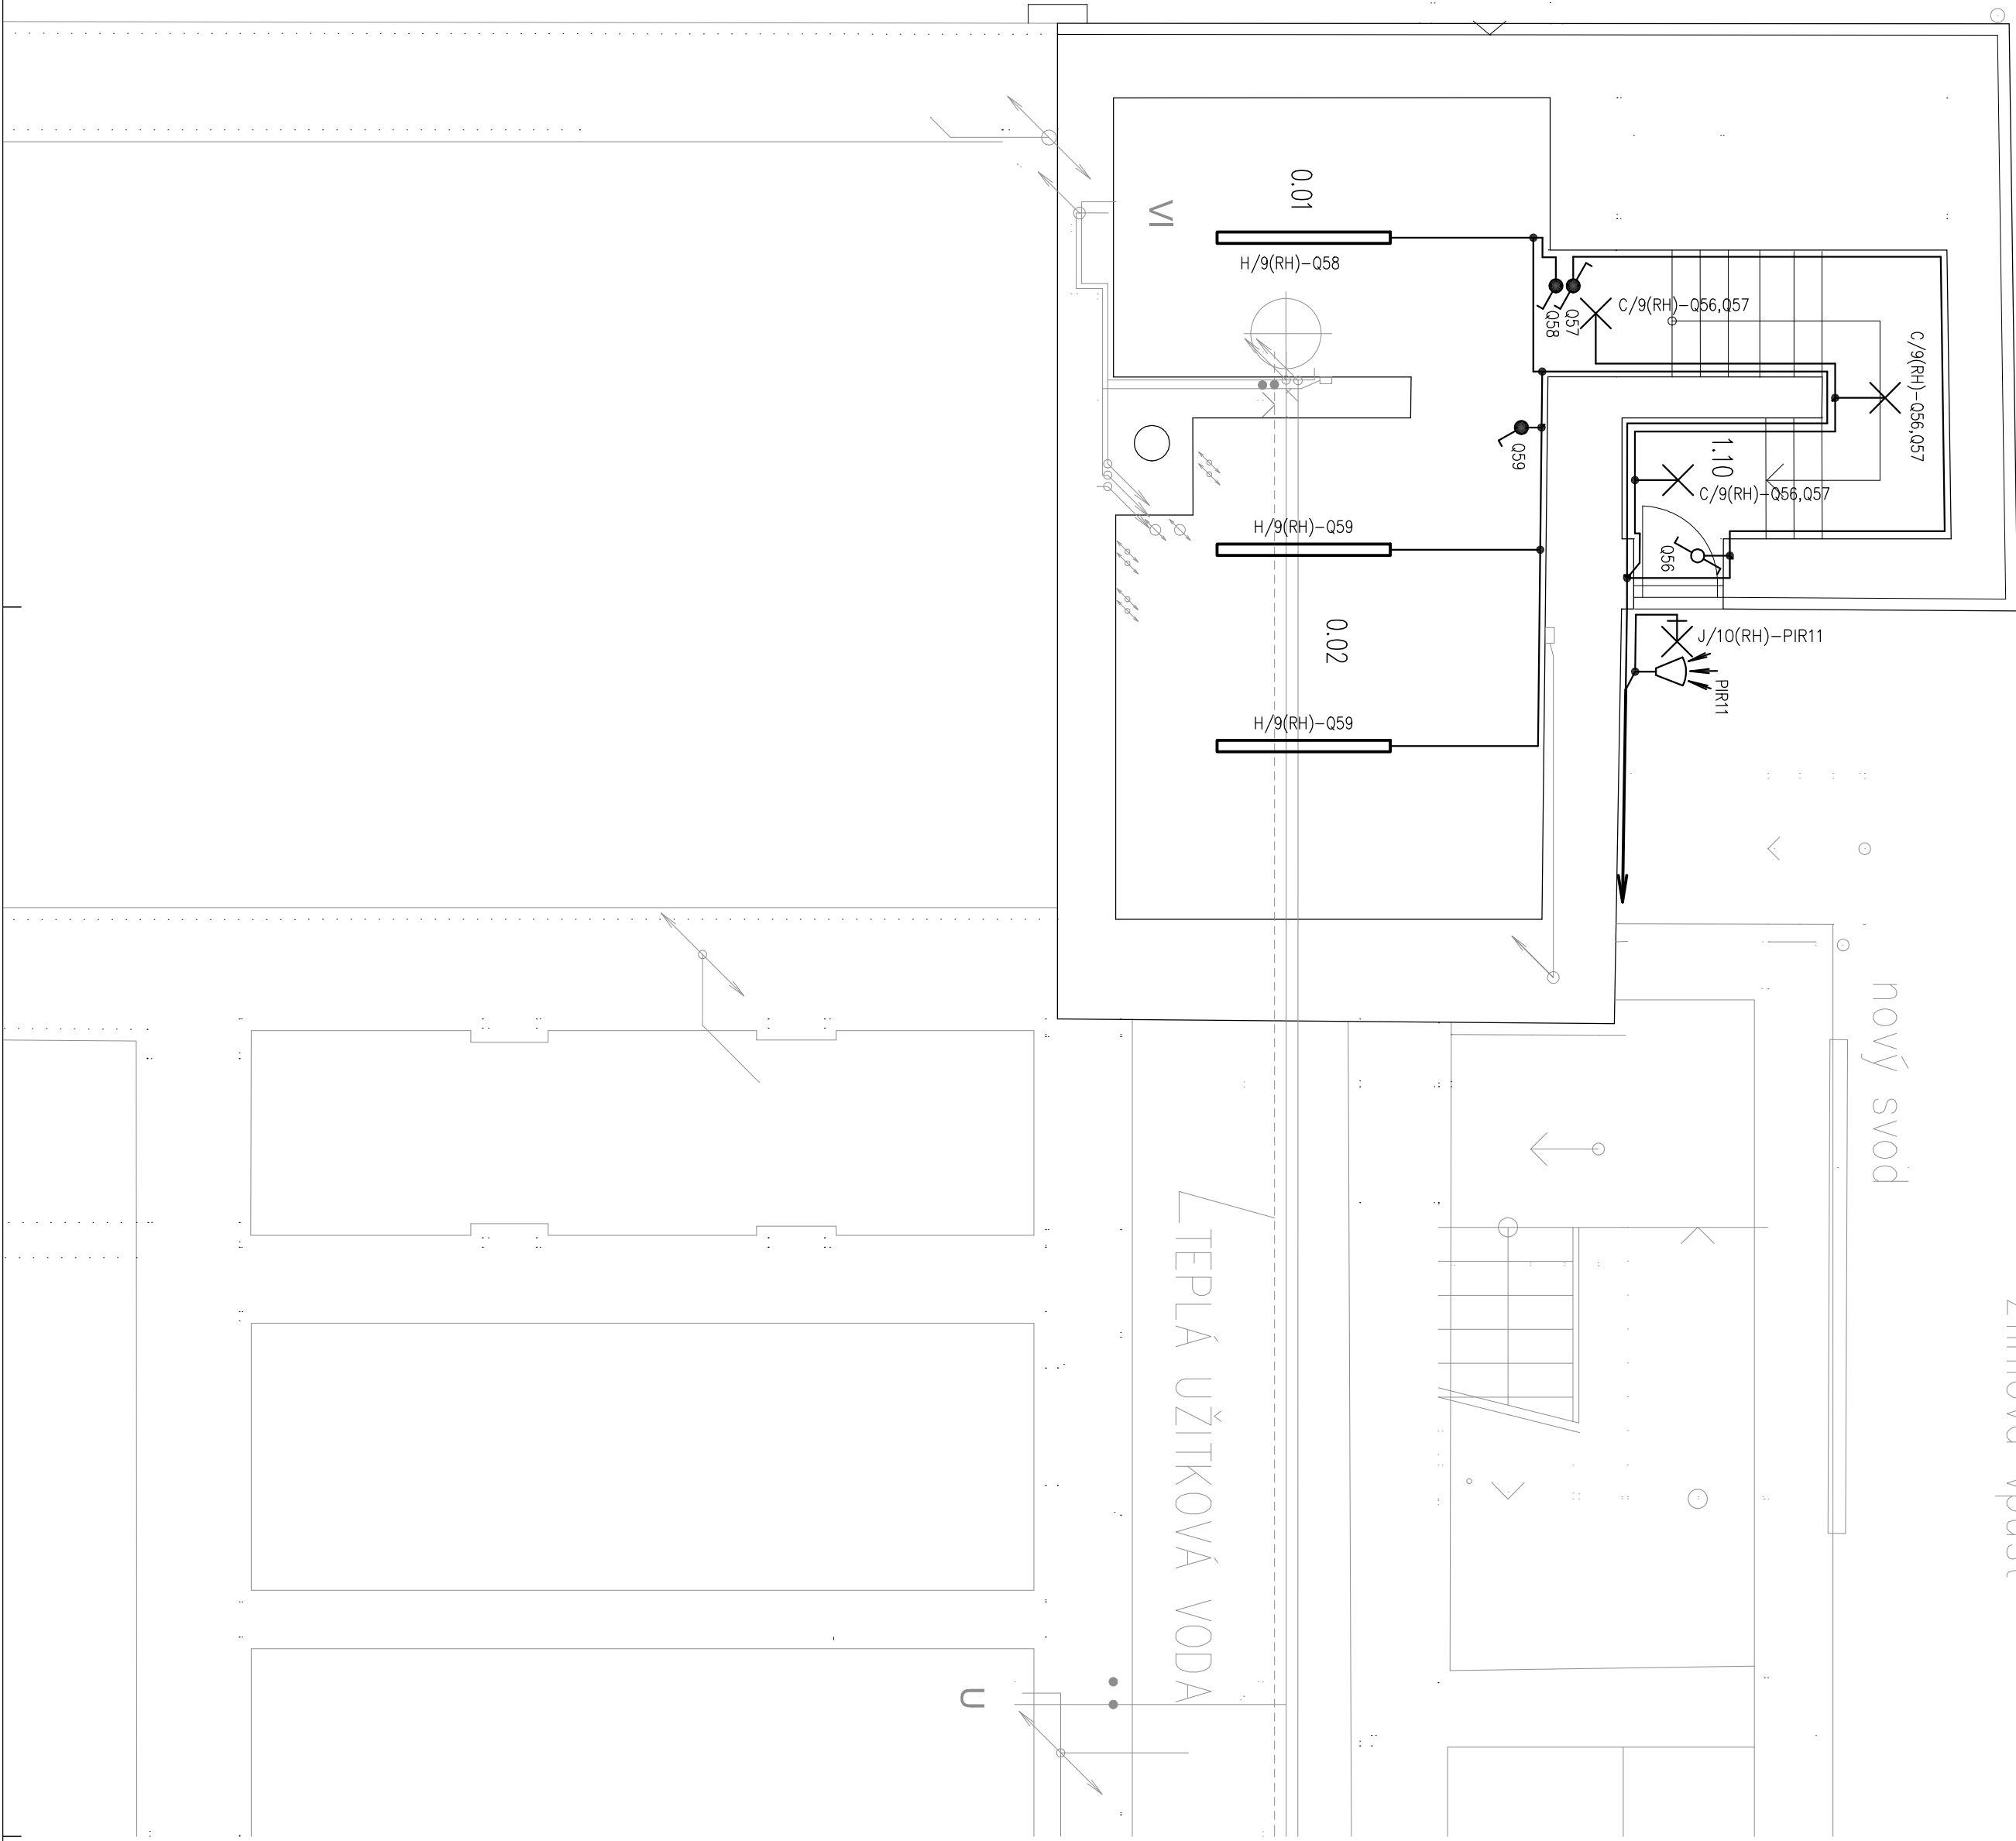 0.01
VI
H/9(RH)-Q58
Q58
Q57
C/9(RH)-Q56,Q57
C/9(RH)-Q56,Q57
1.10
C/9(RH)-Q56,Q57
Q59
H/9(RH)-Q59
Q56
0.02
J/10(RH)-PIR11
PIR11
H/9(RH)-Q59
nový svod
TEPLÁ UŽITKOVÁ VODA
U